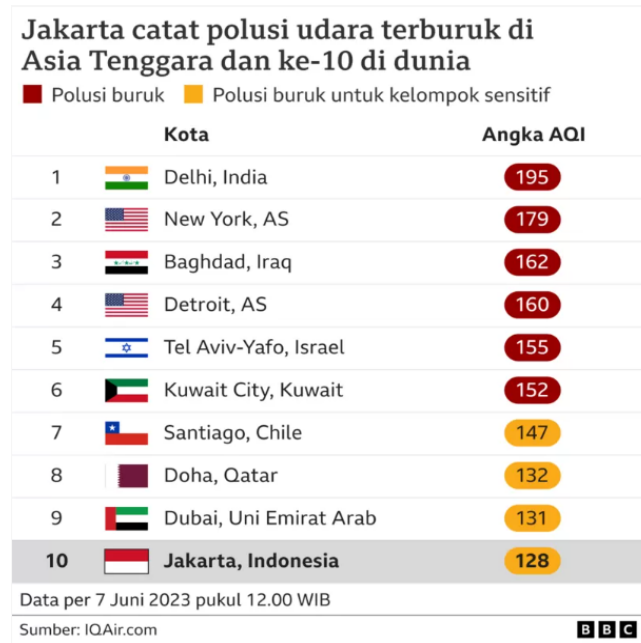 Jakarta catat polusi udara terburuk di
Asia Tenggara dan ke-10 di dunia
Polusi buruk Polusi buruk untuk kelompok sensitif
Kota Angka AQI
1 Delhi, India 195
2 New York, AS 179
3 Baghdad, Iraq 162
4 Detroit, AS 160
5 Tel Aviv-Yafo, Israel 155
6 Kuwait City, Kuwait 152
7 Santiago, Chile 147
8 Doha, Qatar 132
9 Dubai, Uni Emirat Arab 131
10 Jakarta, Indonesia 128
Data per 7 Juni 2023 pukul 12.00 WIB
Sumber: IQAir.com BBC